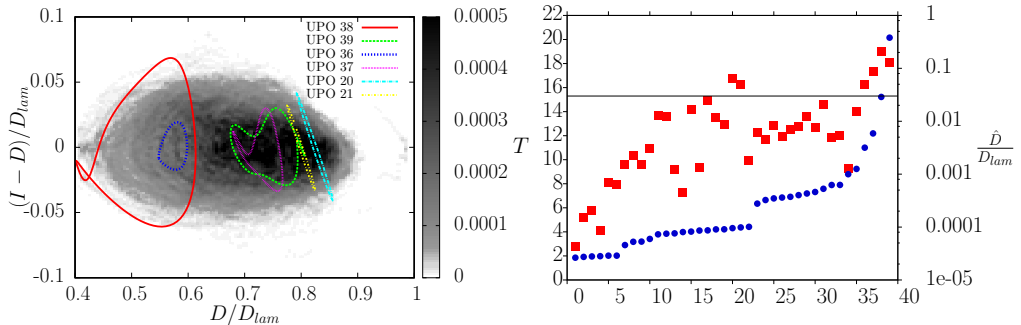 UPO 38
UPO 39
UPO 36
UPO 37
UPO 20
UPO 21
0.1
0.05
0
-0.05
-0.1
(I − D)/D_lam
0.4 0.5 0.6 0.7 0.8 0.9 1
D/D_lam
0.0005
0.0004
0.0003
0.0002
0.0001
0
22
20
18
16
14
12
10
8
6
4
2
0
T
0 5 10 15 20 25 30 35 40
1
0.1
0.01
0.001
0.0001
1e-05
D̂
D_lam